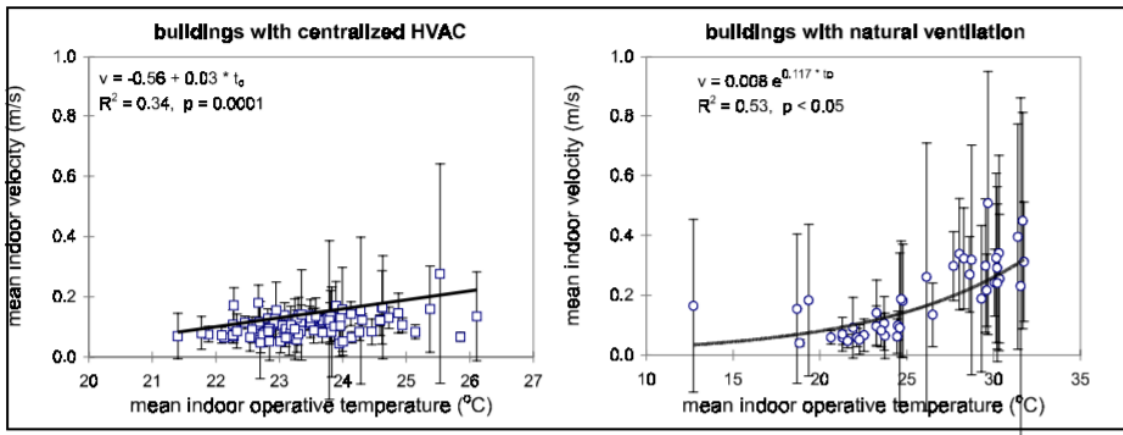 buildings with centralized HVAC
v = -0.56 + 0.03 * to
R² = 0.34, p = 0.0001
mean indoor velocity (m/s)
1.0
0.8
0.6
0.4
0.2
0.0
20 21 22 23 24 25 26 27
mean indoor operative temperature (°C)
buildings with natural ventilation
v = 0.008 e^0.117 * to
R² = 0.53, p < 0.05
mean indoor velocity (m/s)
1.0
0.8
0.6
0.4
0.2
0.0
10 15 20 25 30 35
mean indoor operative temperature (°C)